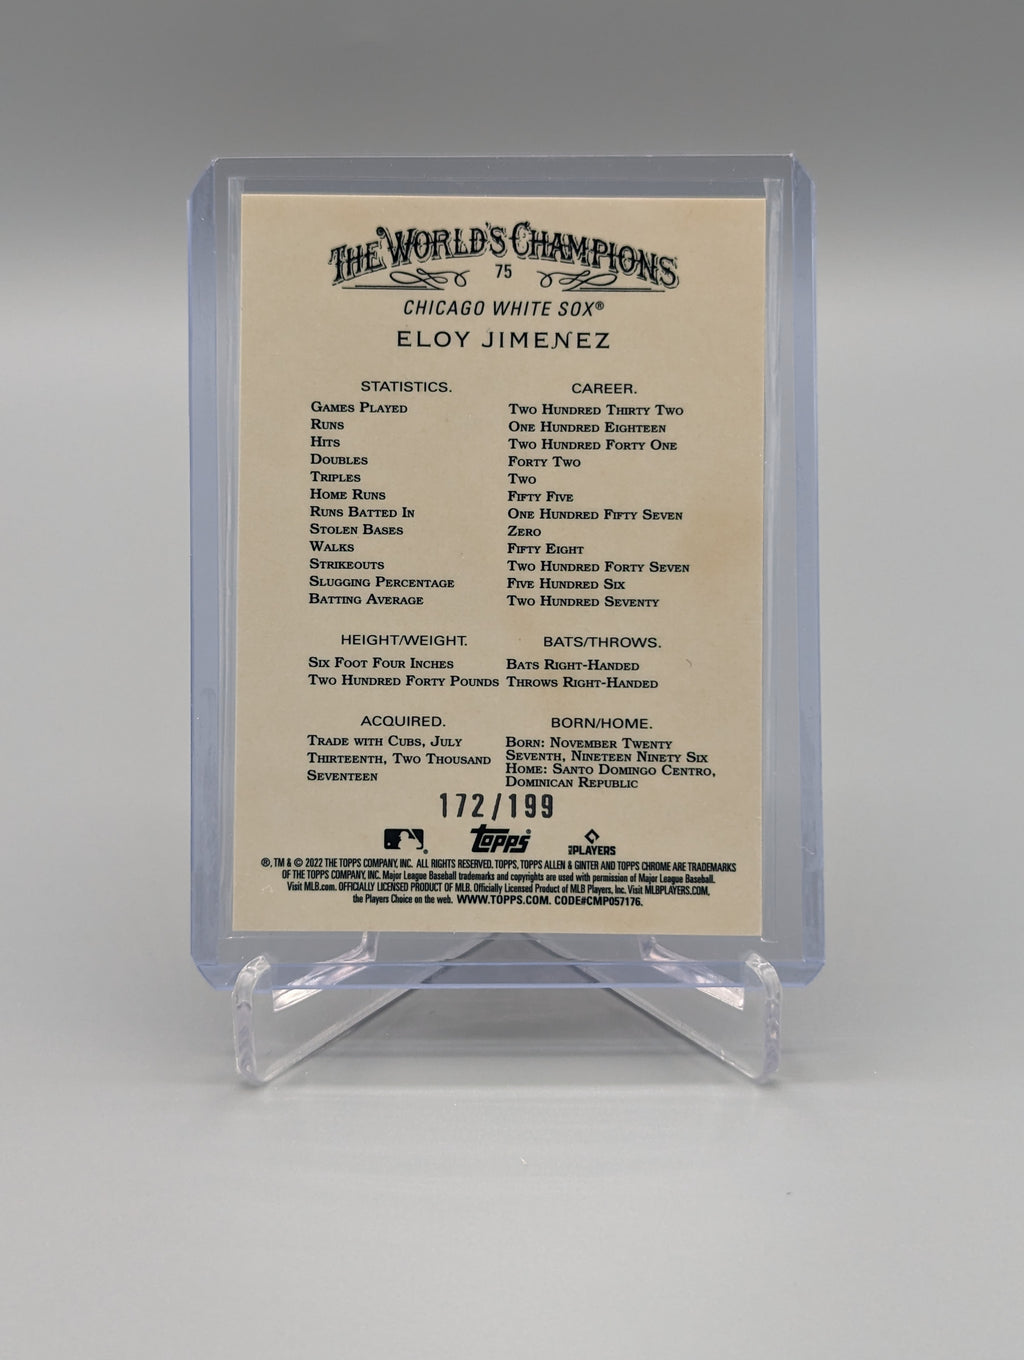 THE WORLD'S CHAMPIONS
75
CHICAGO WHITE SOX®
ELOY JIMENEZ
STATISTICS. CAREER.
GAMES PLAYED TWO HUNDRED THIRTY TWO
RUNS ONE HUNDRED EIGHTEEN
HITS TWO HUNDRED FORTY ONE
DOUBLES FORTY TWO
TRIPLES TWO
HOME RUNS FIFTY FIVE
RUNS BATTED IN ONE HUNDRED FIFTY SEVEN
STOLEN BASES ZERO
WALKS FIFTY EIGHT
STRIKEOUTS TWO HUNDRED FORTY SEVEN
SLUGGING PERCENTAGE FIVE HUNDRED SIX
BATTING AVERAGE TWO HUNDRED SEVENTY
HEIGHT/WEIGHT. BATS/THROWS.
SIX FOOT FOUR INCHES BATS RIGHT-HANDED
TWO HUNDRED FORTY POUNDS THROWS RIGHT-HANDED
ACQUIRED.
TRADE WITH CUBS, JULY
THIRTEENTH, TWO THOUSAND
SEVENTEEN
BORN/HOME.
BORN: NOVEMBER TWENTY
SEVENTH, NINETEEN NINETY SIX
HOME: SANTO DOMINGO CENTRO,
DOMINICAN REPUBLIC
172/199
topps® PLAYERS
®, TM & © 2022 THE TOPPS COMPANY, INC. ALL RIGHTS RESERVED. TOPPS, TOPPS ALLEN & GINTER AND TOPPS CHROME ARE TRADEMARKS
OF THE TOPPS COMPANY, INC. Major League Baseball trademarks and copyrights are used with permission of Major League Baseball.
Visit MLB.com. OFFICIALLY LICENSED PRODUCT OF MLB. Officially Licensed Product of MLB Players, Inc. Visit MLBPLAYERS.COM,
the Players Choice on the web. WWW.TOPPS.COM. CODE#CMP057176.